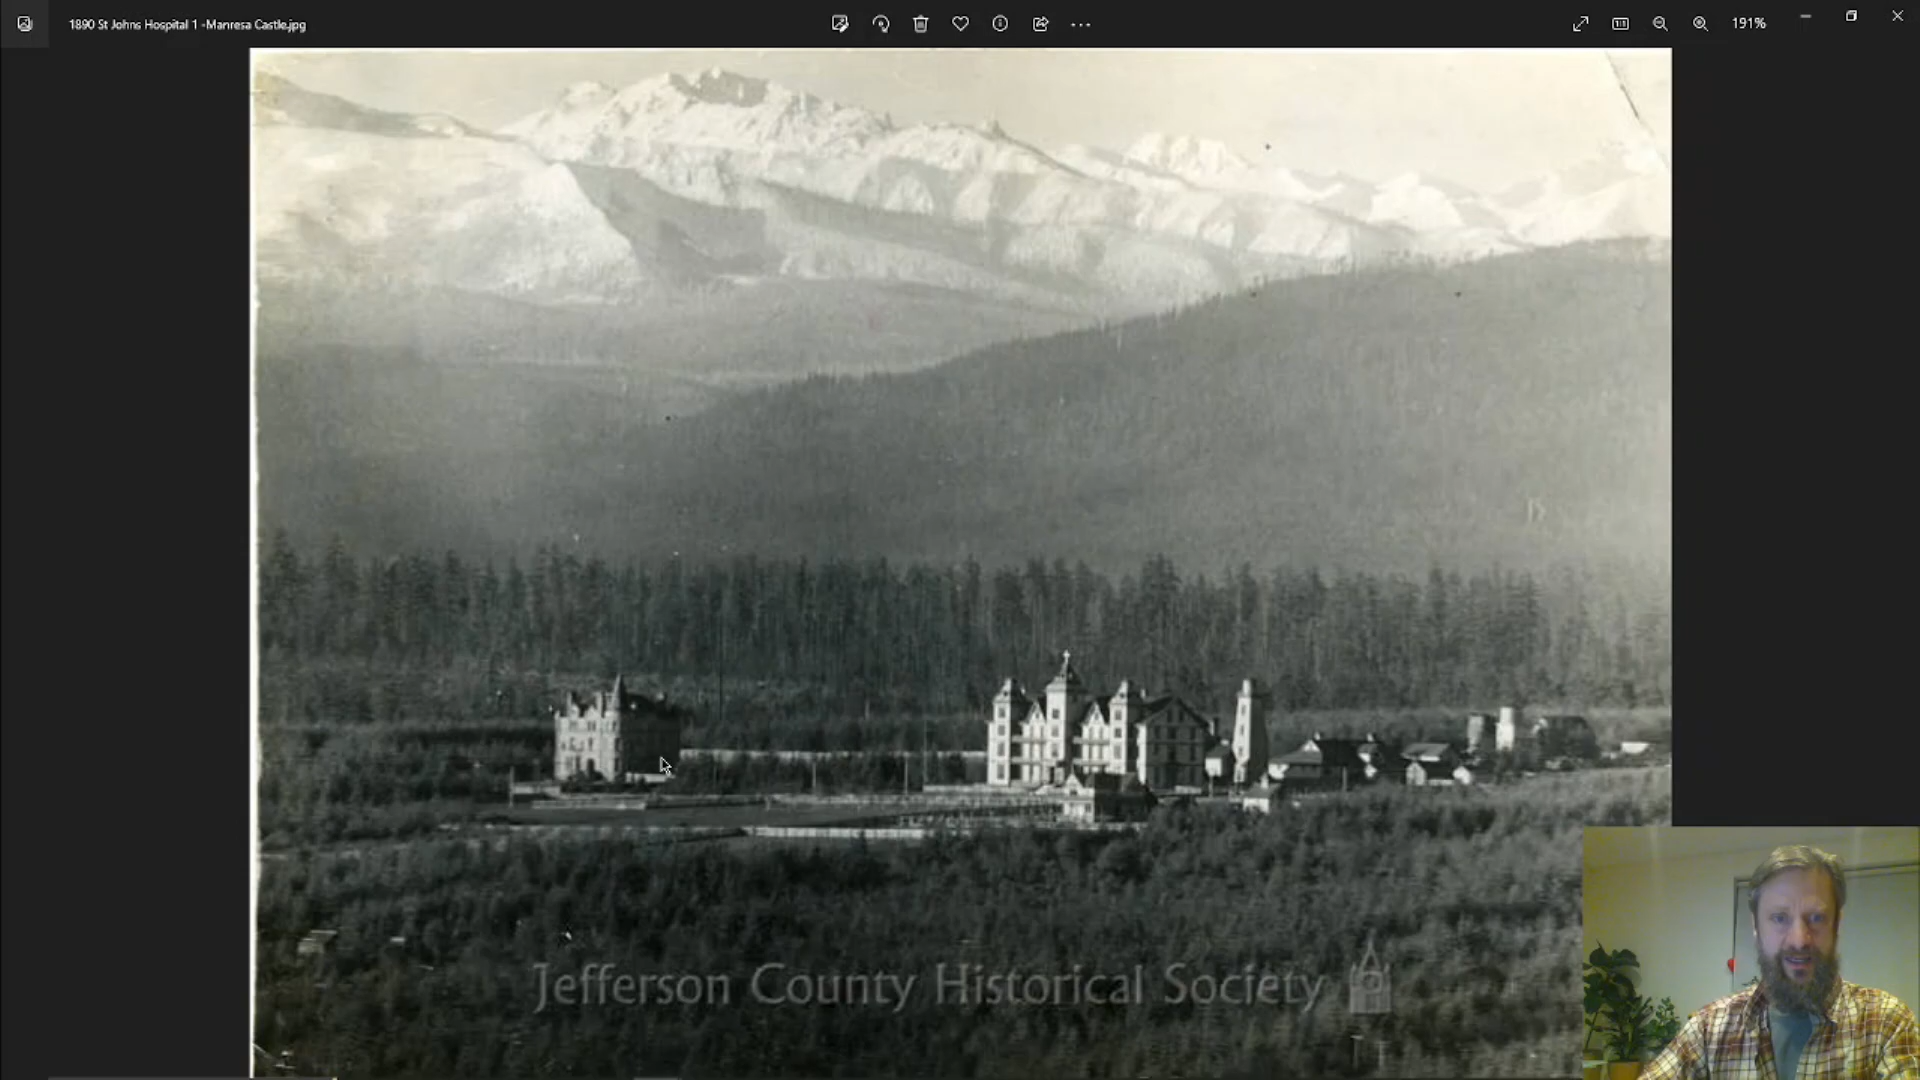 1890 St Johns Hospital 1 -Manresa Castle.jpg
191%
Jefferson County Historical Society